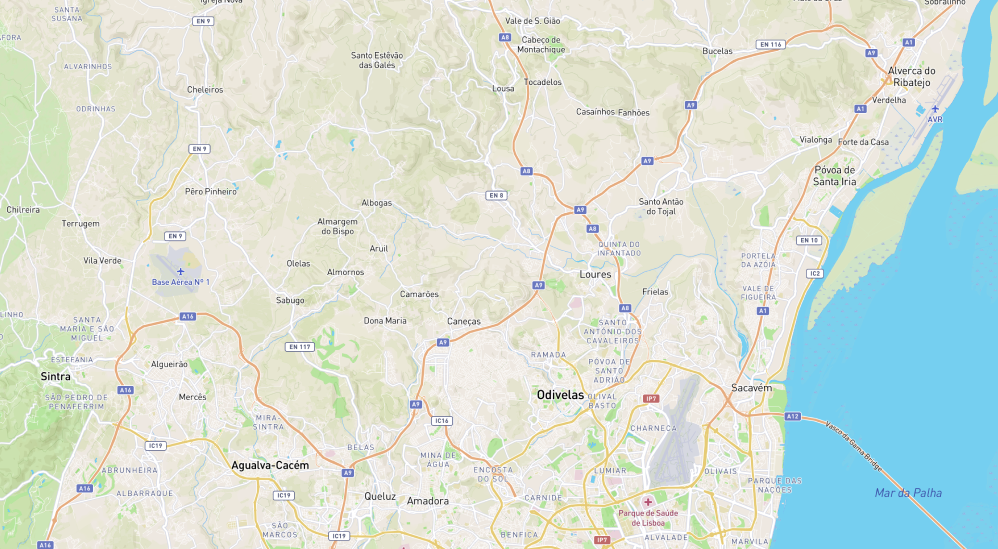 Igreja Nova
Sobralinho
SANTA
SUSANA
EN 9
Vale de S. Gião
A8
Cabeço de
Montachique
EN 116
A1
Bucelas
A9
Santo Estêvão
das Galés
ALVARINHOS
Alverca do
Ribatejo
Cheleiros
Tocadelos
Lousa
Verdelha
ODRINHAS
A9
A1
AVR
Casainhos
Fanhões
EN 9
Vialonga
Forte da Casa
A9
A8
Póvoa de
Santa Iria
Pêro Pinheiro
EN 8
Albogas
Santo Antão
do Tojal
Chilreira
Terrugem
A9
Almargem
do Bispo
A8
EN 9
EN 10
Aruil
QUINTA DO
INFANTADO
Vila Verde
Olelas
PORTELA
DA AZÓIA
Base Aérea Nº 1
Almornos
Loures
IC2
A9
Sabugo
Camarões
Frielas
VALE DE
FIGUEIRA
A8
A1
LINHO
SANTA
MARIA E SÃO
MIGUEL
A16
Dona Maria
Caneças
SANTO
ANTÓNIO DOS
CAVALEIROS
EN 117
A9
ESTEFANIA
RAMADA
Algueirão
PÓVOA DE
SANTO
ADRIÃO
Sintra
A16
Sacavém
Mercês
SÃO PEDRO DE
PENAFERRIM
Odivelas
OLIVAL
BASTO
IP7
A9
MIRA-
SINTRA
IC16
A12
CHARNECA
Vasco da Gama Bridge
IC19
BELAS
MINA DE
ÁGUA
Agualva-Cacém
ABRUNHEIRA
A9
ENCOSTA
DO SOL
LUMIAR
OLIVAIS
PARQUE DAS
NAÇÕES
A16
ALBARRAQUE
IC19
Queluz
Amadora
CARNIDE
Mar da Palha
Parque de Saúde
de Lisboa
SÃO
MARCOS
IC19
BENFICA
IP7
ALVALADE
MARVILA
A16